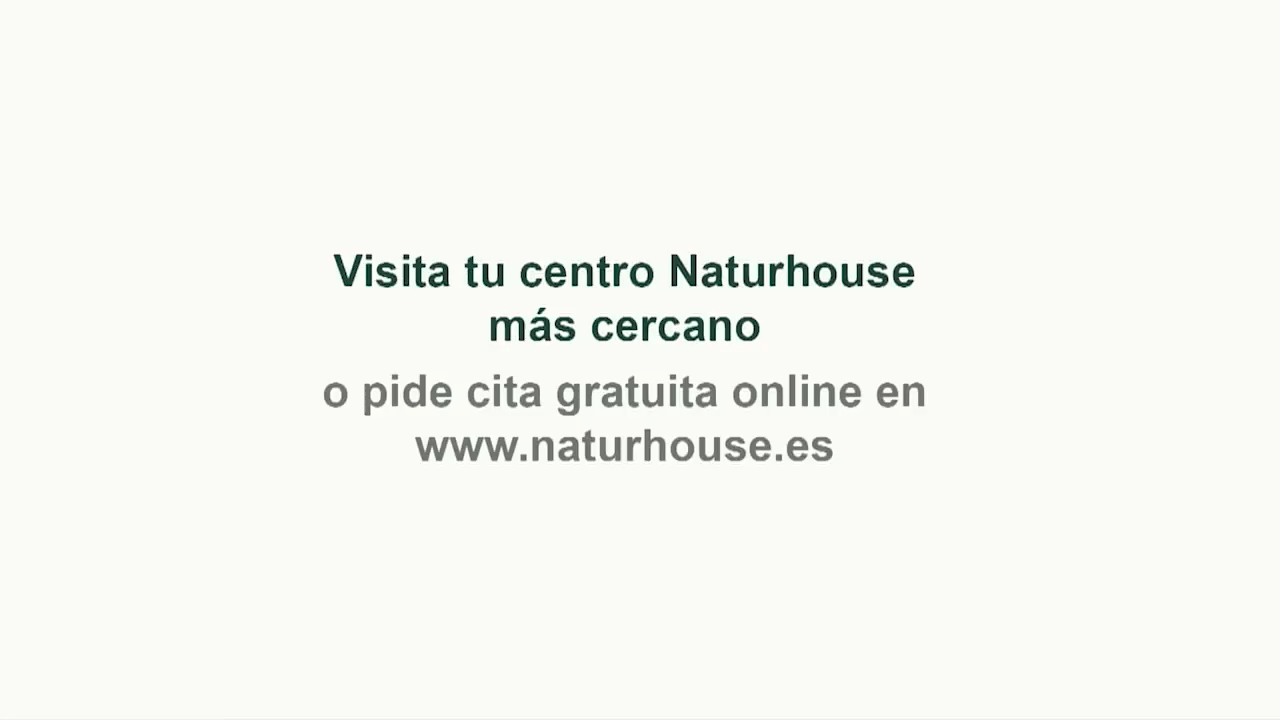 Visita tu centro Naturhouse
más cercano
o pide cita gratuita online en
www.naturhouse.es